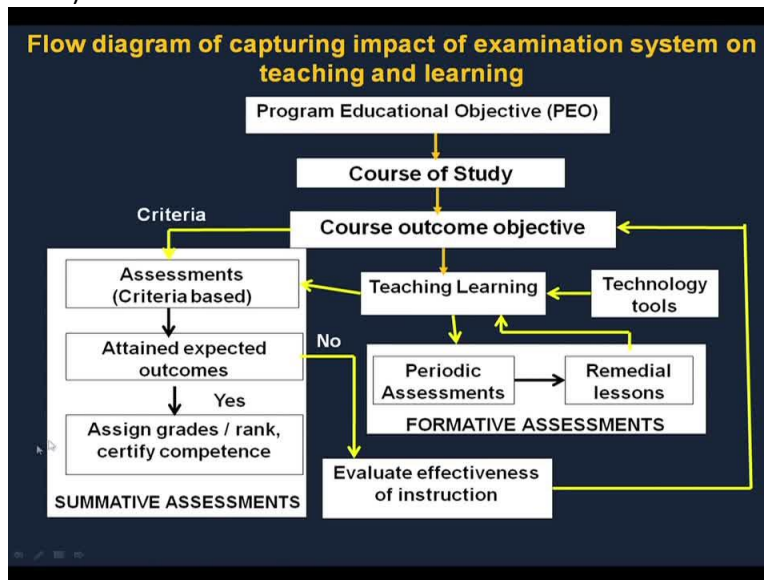 Flow diagram of capturing impact of examination system on
teaching and learning
Program Educational Objective (PEO)
Course of Study
Criteria
Course outcome objective
Assessments
(Criteria based)
Teaching Learning
Technology
tools
Attained expected
outcomes
No
Periodic
Assessments
Remedial
lessons
FORMATIVE ASSESSMENTS
Yes
Assign grades / rank,
certify competence
SUMMATIVE ASSESSMENTS
Evaluate effectiveness
of instruction